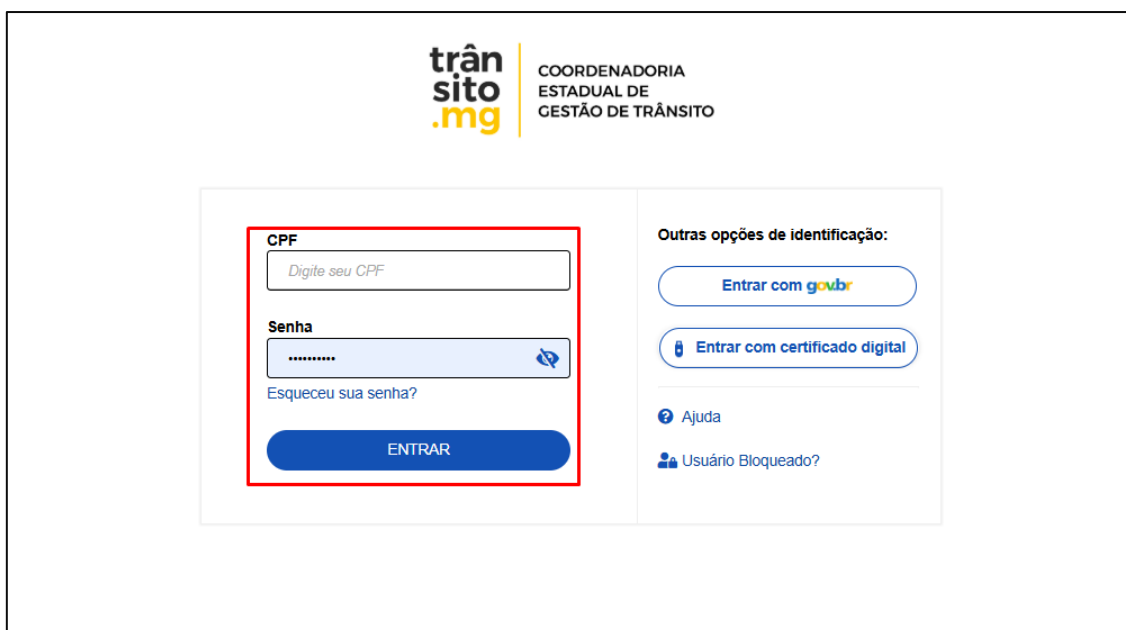 trân
sito
.mg
COORDENADORIA
ESTADUAL DE
GESTÃO DE TRÂNSITO
CPF
Digite seu CPF
Senha
••••••••••
Esqueceu sua senha?
ENTRAR
Outras opções de identificação:
Entrar com gov.br
Entrar com certificado digital
Ajuda
Usuário Bloqueado?